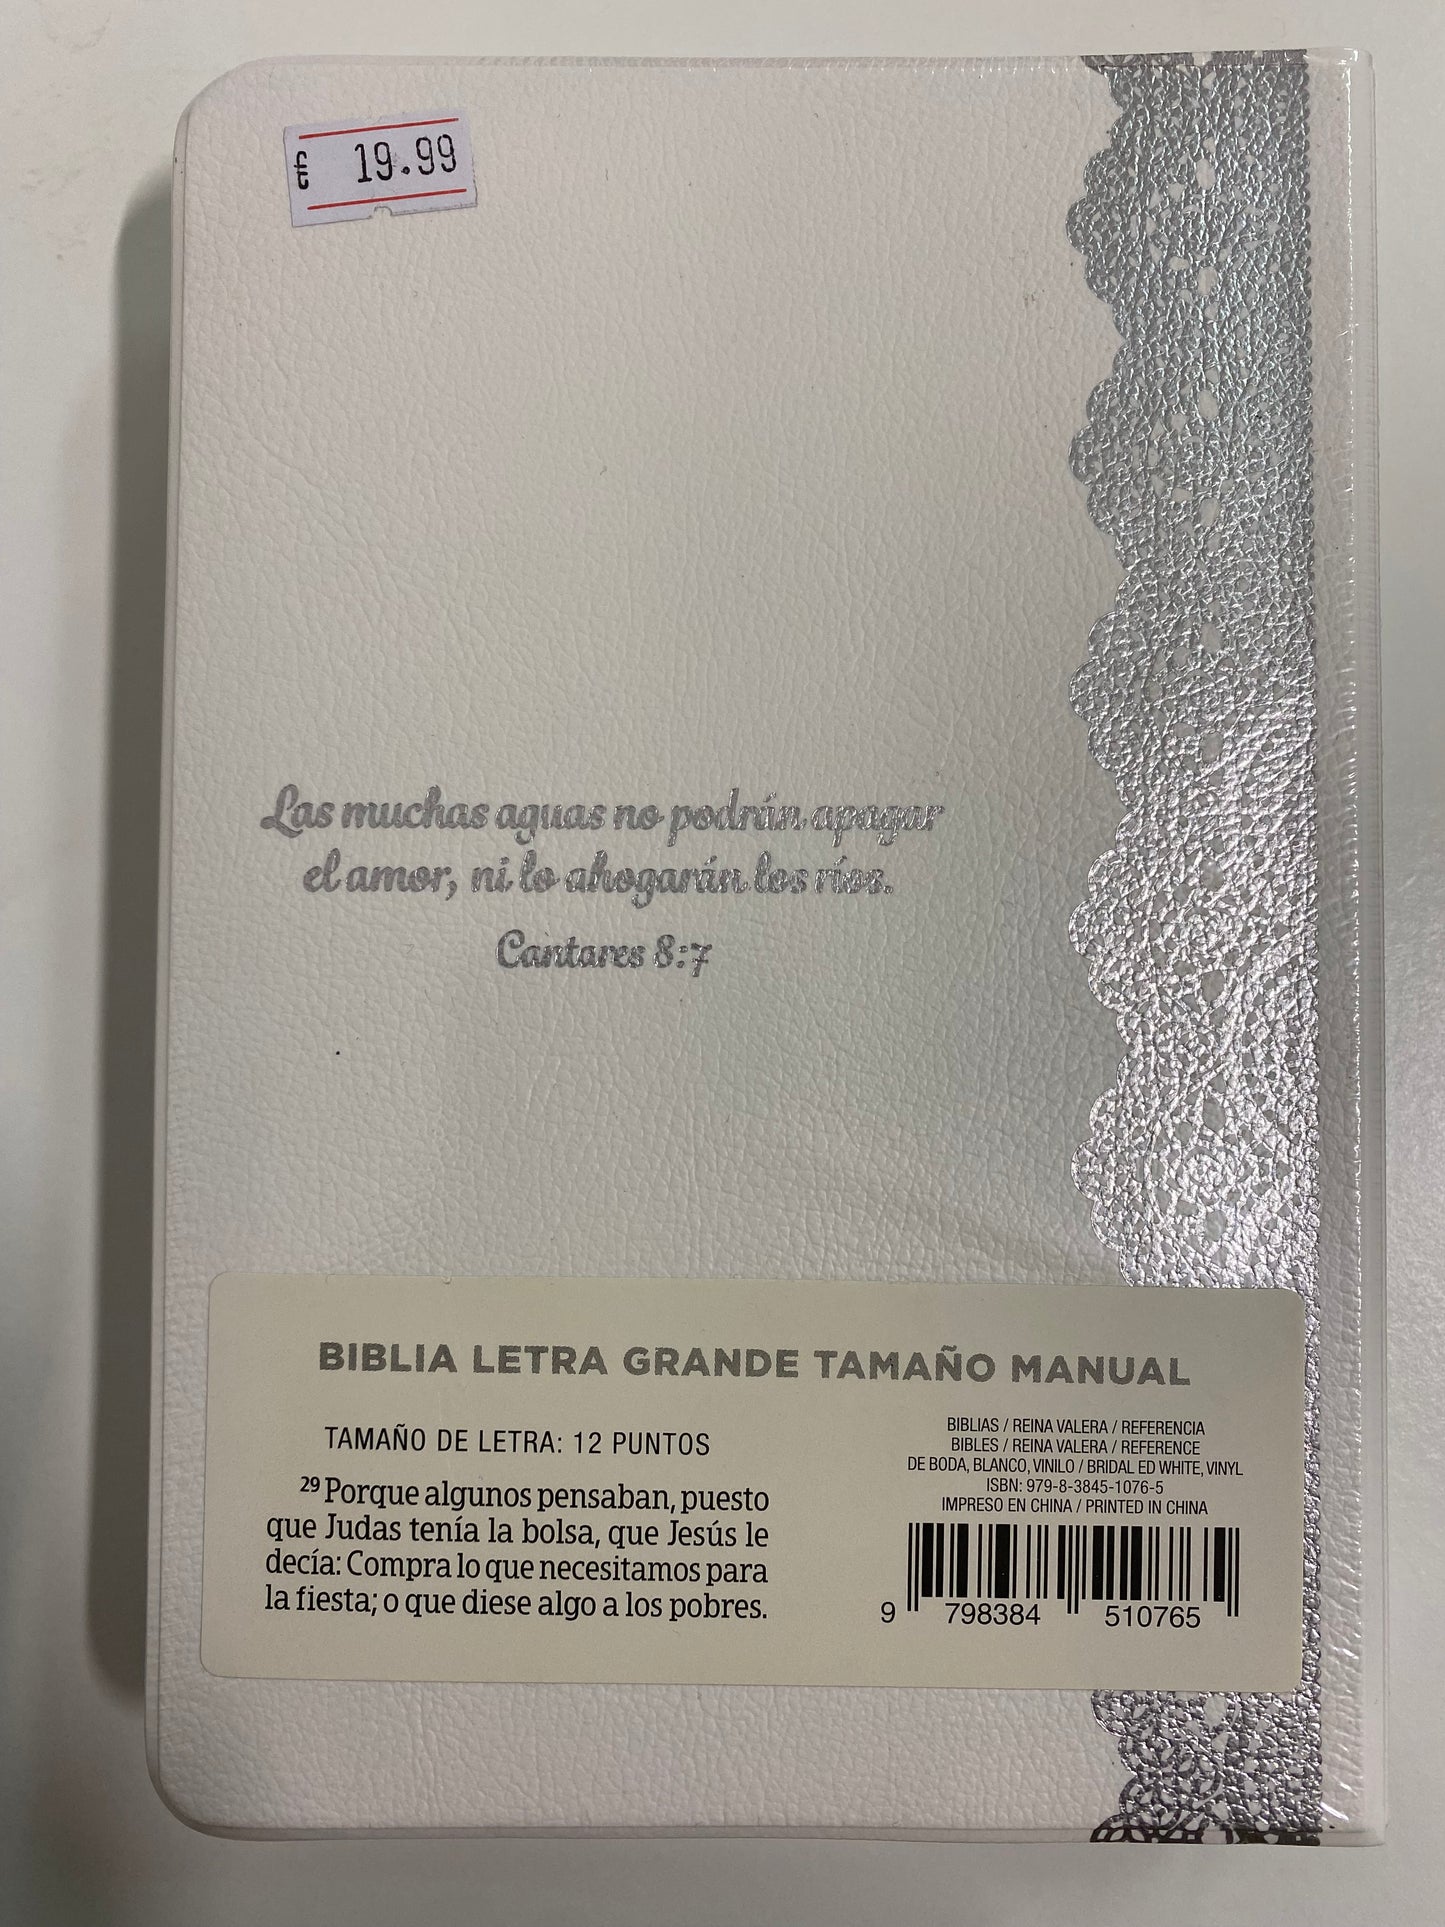 € 19.99
Las muchas aguas no podrán apagar
el amor, ni lo ahogarán los ríos.
Cantares 8:7
BIBLIA LETRA GRANDE TAMAÑO MANUAL
TAMAÑO DE LETRA: 12 PUNTOS
29 Porque algunos pensaban, puesto
que Judas tenía la bolsa, que Jesús le
decía: Compra lo que necesitamos para
la fiesta; o que diese algo a los pobres.
BIBLIAS / REINA VALERA / REFERENCIA
BIBLES / REINA VALERA / REFERENCE
DE BODA, BLANCO, VINILO / BRIDAL ED WHITE, VINYL
ISBN: 979-8-3845-1076-5
IMPRESO EN CHINA / PRINTED IN CHINA
9 798384 510765